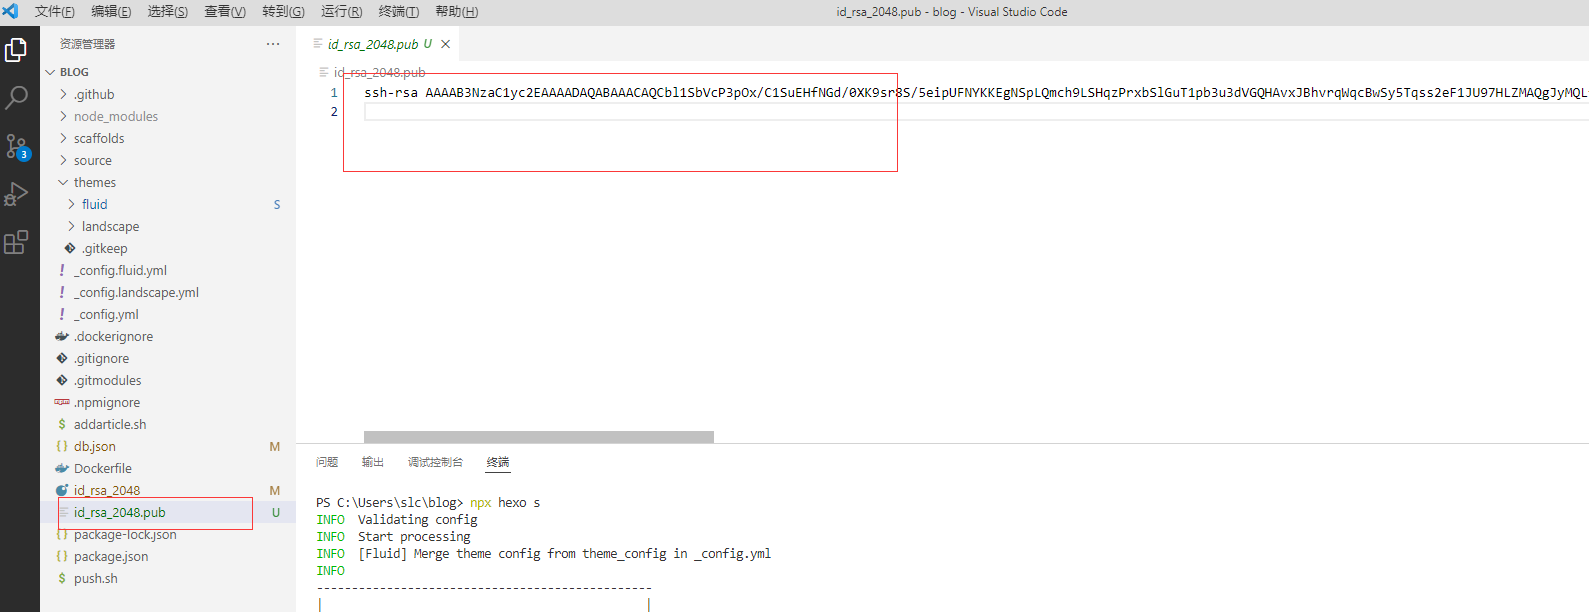 文件(F) 编辑(E) 选择(S) 查看(V) 转到(G) 运行(R) 终端(T) 帮助(H) id_rsa_2048.pub - blog - Visual Studio Code
资源管理器 ···
BLOG
.github
node_modules
scaffolds
source
3
themes
fluid S
landscape
.gitkeep
_config.fluid.yml
_config.landscape.yml
_config.yml
.dockerignore
.gitignore
.gitmodules
.npmignore
$ addarticle.sh
{} db.json M
Dockerfile
id_rsa_2048 M
id_rsa_2048.pub U
{} package-lock.json
{} package.json
$ push.sh
id_rsa_2048.pub U
id_rsa_2048.pub
1 ssh-rsa AAAAB3NzaC1yc2EAAAADAQABAAACAQCbl1SbVcP3pOx/C1SuEHfNGd/0XK9sr8S/5eipUFNYKKEgNSpLQmch9LSHqzPrxbSlGuT1pb3u3dVGQHAvxJBhvrqWqcBwSy5Tqss2eF1JU97HLZMAQgJyMQL
2
问题 输出 调试控制台 终端
PS C:\Users\slc\blog> npx hexo s
INFO Validating config
INFO Start processing
INFO [Fluid] Merge theme config from theme_config in _config.yml
INFO
------------------------------------------------
| |